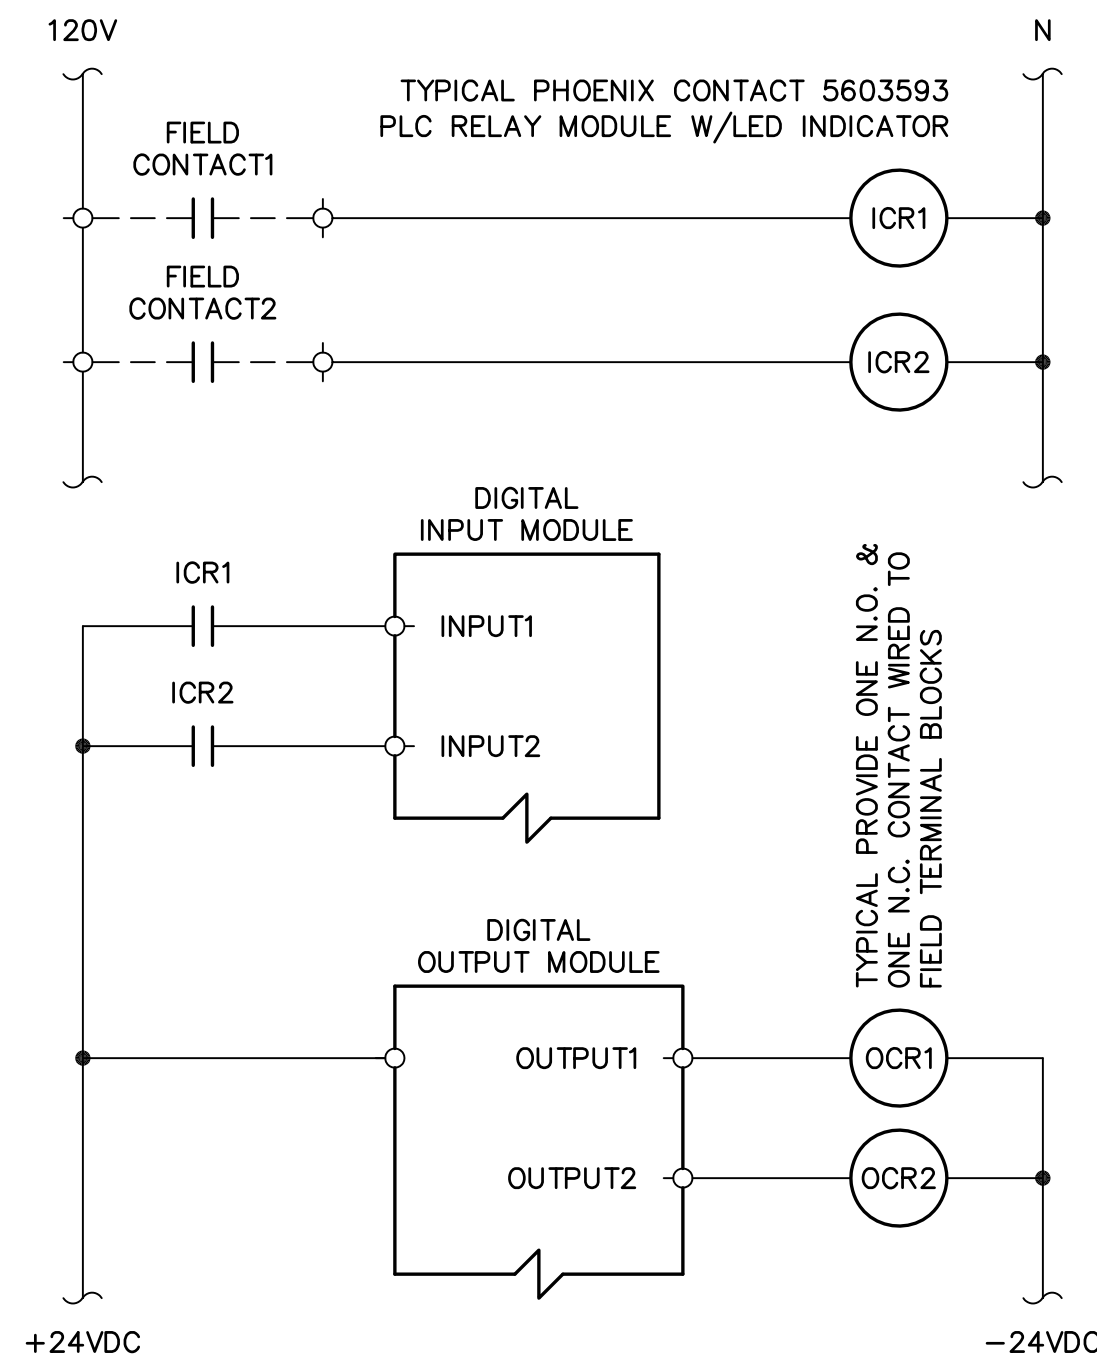 120V
N
TYPICAL PHOENIX CONTACT 5603593
PLC RELAY MODULE W/LED INDICATOR
FIELD
CONTACT1
ICR1
FIELD
CONTACT2
ICR2
DIGITAL
INPUT MODULE
ICR1
INPUT1
ICR2
INPUT2
TYPICAL PROVIDE ONE N.O. &
ONE N.C. CONTACT WIRED TO
FIELD TERMINAL BLOCKS
DIGITAL
OUTPUT MODULE
OUTPUT1
OCR1
OUTPUT2
OCR2
+24VDC
-24VDC